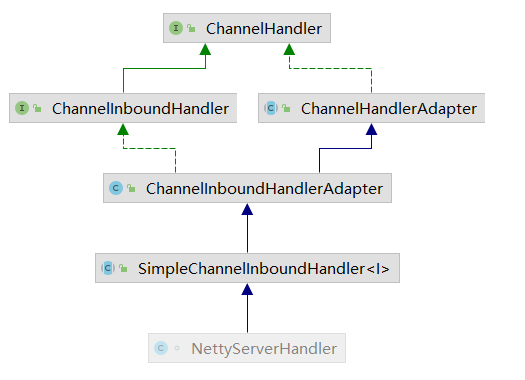 I ChannelHandler
I ChannelInboundHandler
C ChannelHandlerAdapter
C ChannelInboundHandlerAdapter
C SimpleChannelInboundHandler<I>
C NettyServerHandler